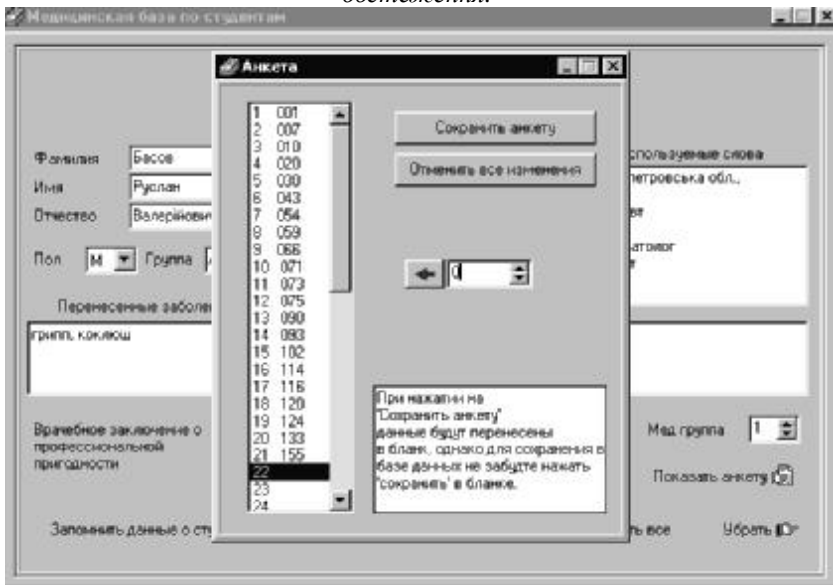 обстеження.
Медицинская база по студентам
Анкета
1 001
2 007
3 010
4 020
5 030
6 043
7 054
8 059
9 066
10 071
11 073
12 075
13 090
14 093
15 102
16 114
17 116
18 120
19 124
20 133
21 155
22
23
24
Сохранить анкету
Отменить все изменения
0
При нажатии на
"Сохранить анкету"
данные будут перенесены
в бланк, однако для сохранения в
базе данных не забудте нажать
"сохранить" в бланке.
Фамилия Басов
Имя Руслан
Отчество
Пол М Группа
Перенесенные заболе
грипп, коклюш
Врачебное заключение о
профессиональной
пригодности
Запомнить данные о сту
спользуемые слова
петровська обл.,
вт
атолог
т
Мед группа 1
Показать анкету
ть все Убрать